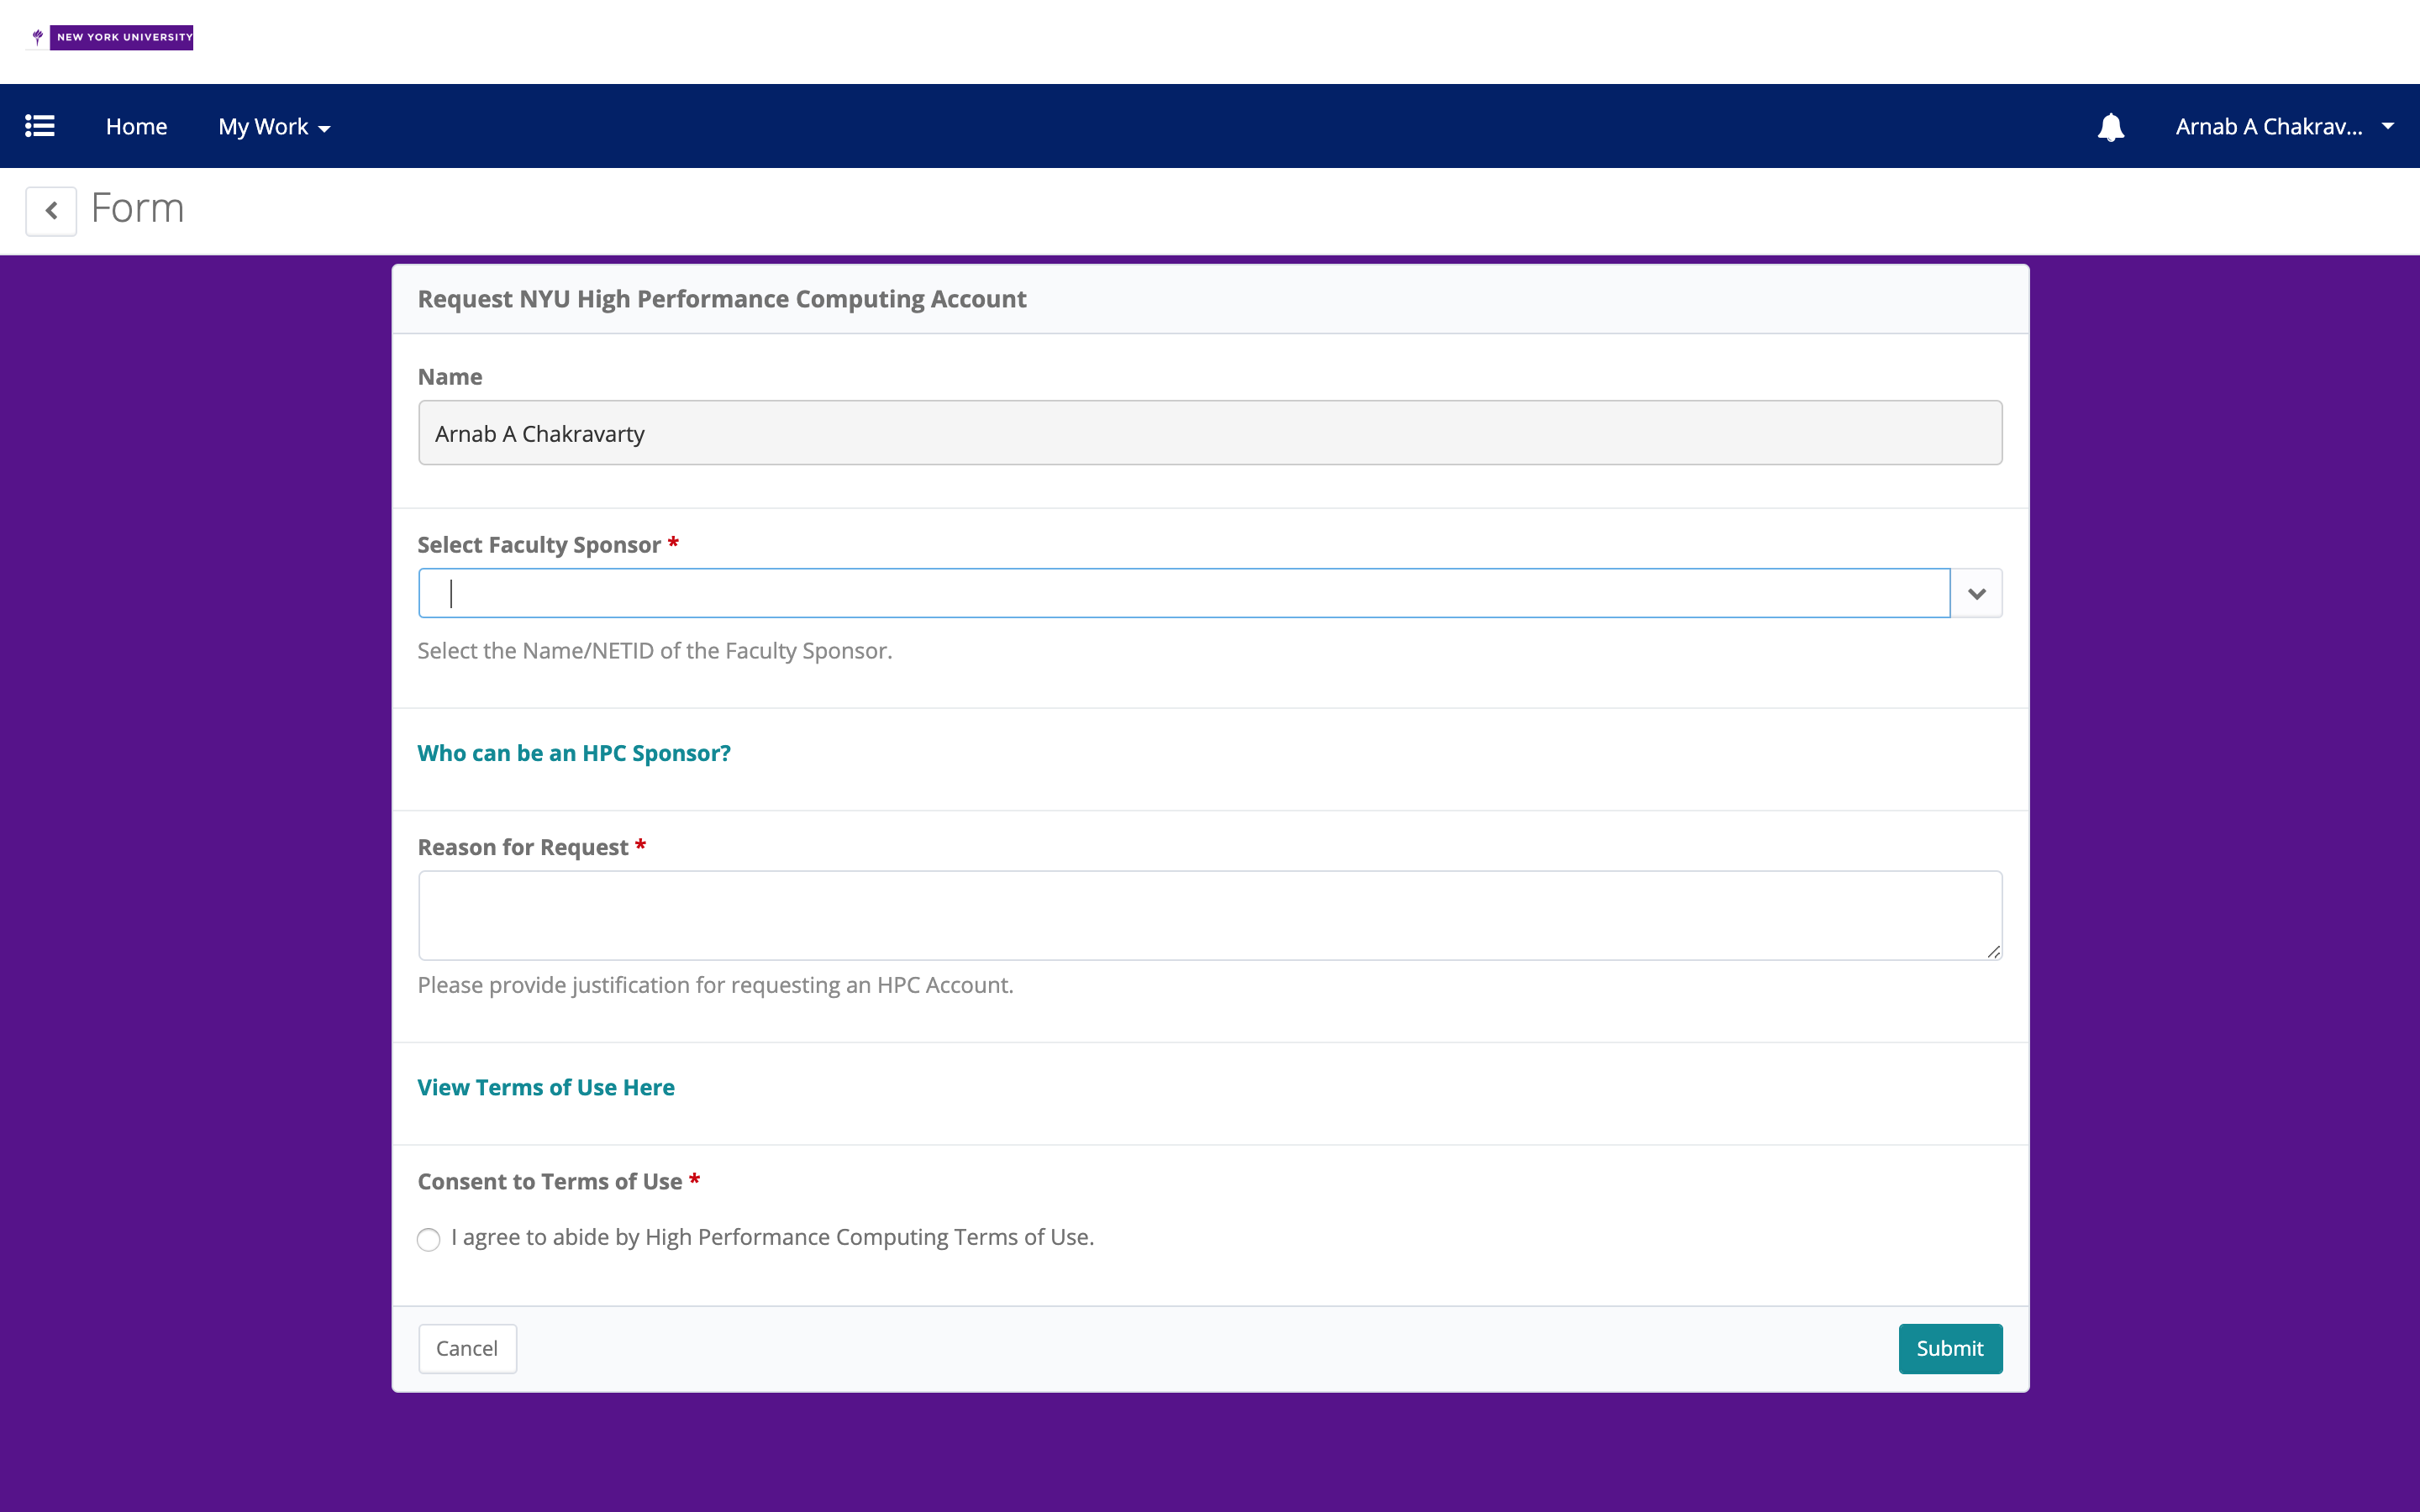 NEW YORK UNIVERSITY
Home My Work Arnab A Chakrav...
Form
Request NYU High Performance Computing Account
Name
Arnab A Chakravarty
Select Faculty Sponsor *
Select the Name/NETID of the Faculty Sponsor.
Who can be an HPC Sponsor?
Reason for Request *
Please provide justification for requesting an HPC Account.
View Terms of Use Here
Consent to Terms of Use *
I agree to abide by High Performance Computing Terms of Use.
Cancel Submit